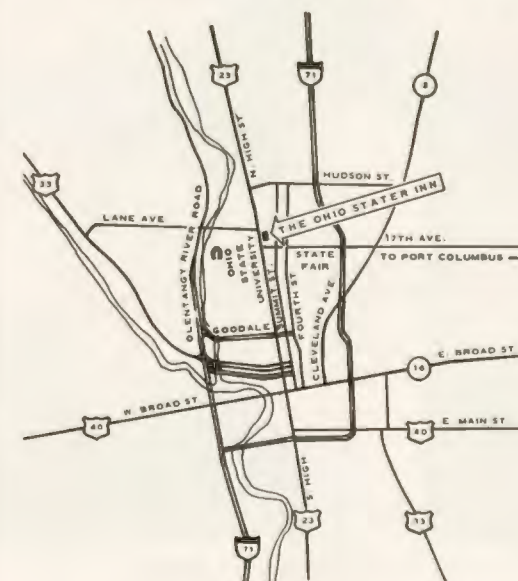 23
71
3
33
N. HIGH ST
HUDSON ST.
THE OHIO STATER INN
LANE AVE
17TH AVE.
TO PORT COLUMBUS
OLENTANGY RIVER ROAD
OHIO
STATE
UNIVERSITY
STATE
FAIR
SUMMIT ST.
FOURTH ST
CLEVELAND AVE
GOODALE
E. BROAD ST
16
W. BROAD ST.
40
E MAIN ST
40
S. HIGH
23
33
71